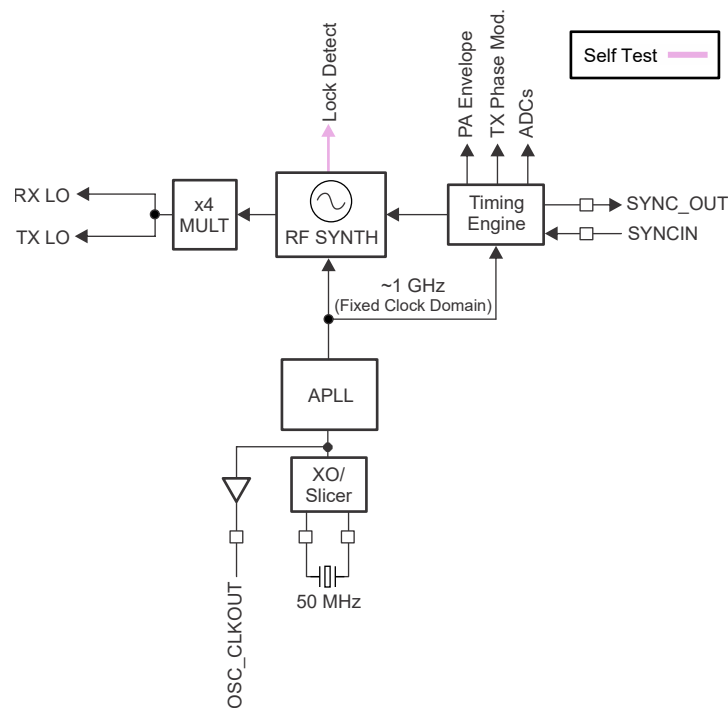 Self Test
Lock Detect
PA Envelope
TX Phase Mod.
ADCs
RX LO
TX LO
x4
MULT
RF SYNTH
Timing
Engine
SYNC_OUT
SYNCIN
~1 GHz
(Fixed Clock Domain)
APLL
XO/
Slicer
50 MHz
OSC_CLKOUT